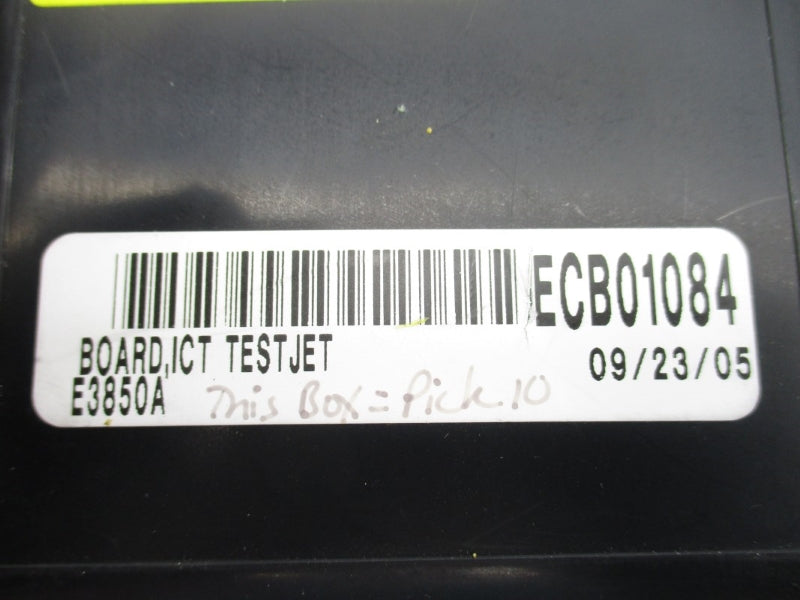 ECB01084
BOARD,ICT TESTJET
09/23/05
E3850A
This Box = Pick 10